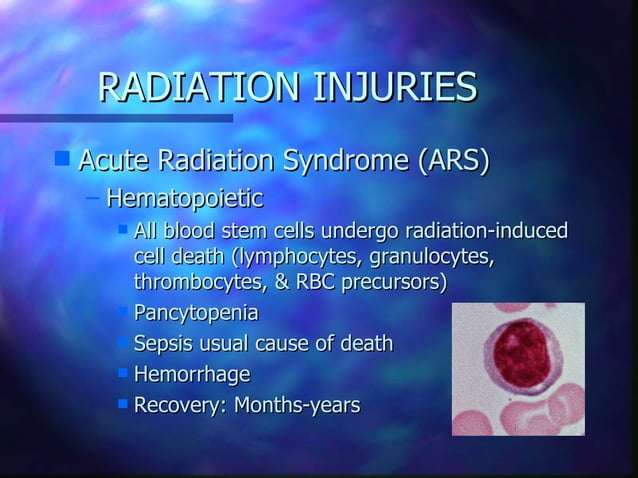 RADIATION INJURIES
Acute Radiation Syndrome (ARS)
– Hematopoietic
All blood stem cells undergo radiation-induced
cell death (lymphocytes, granulocytes,
thrombocytes, & RBC precursors)
Pancytopenia
Sepsis usual cause of death
Hemorrhage
Recovery: Months-years